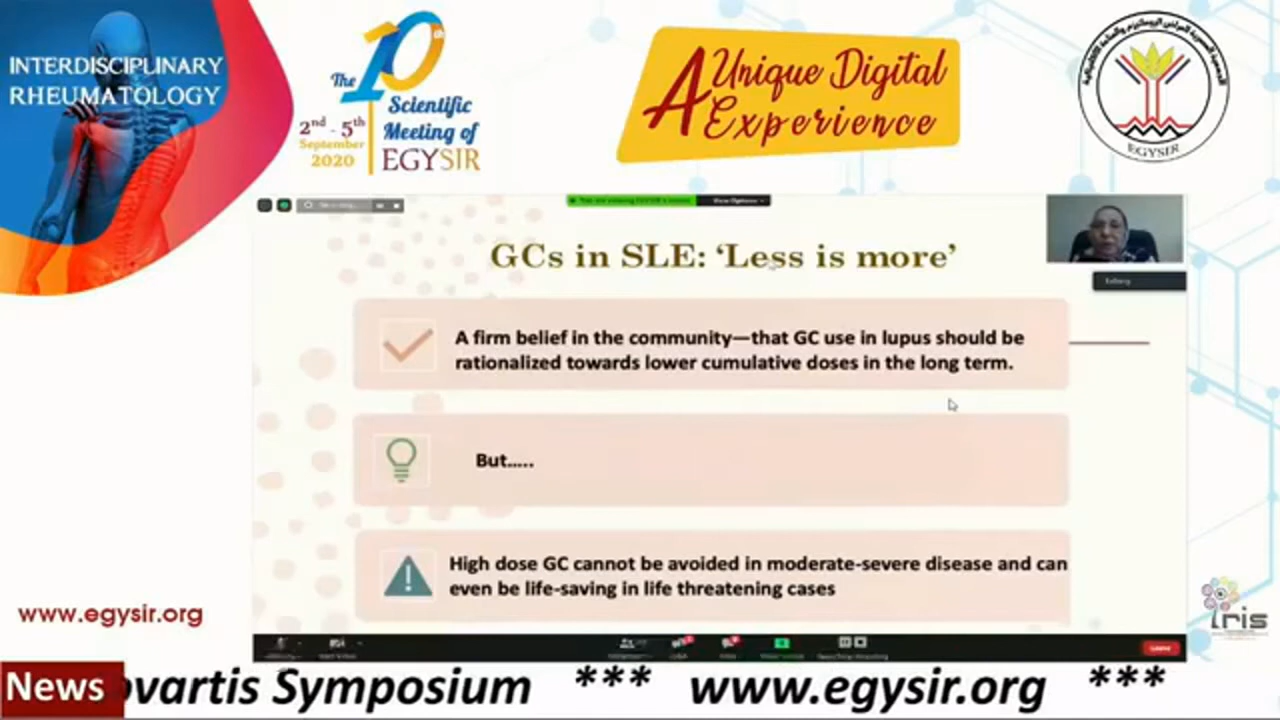 INTERDISCIPLINARY
RHEUMATOLOGY
The 10th
Scientific
Meeting of
EGYSIR
2nd - 5th
September
2020
A Unique Digital
Experience
EGYSIR
GCs in SLE: ‘Less is more’
A firm belief in the community—that GC use in lupus should be
rationalized towards lower cumulative doses in the long term.
But…..
High dose GC cannot be avoided in moderate-severe disease and can
even be life-saving in life threatening cases
www.egysir.org
iris
News
ovartis Symposium *** www.egysir.org ***